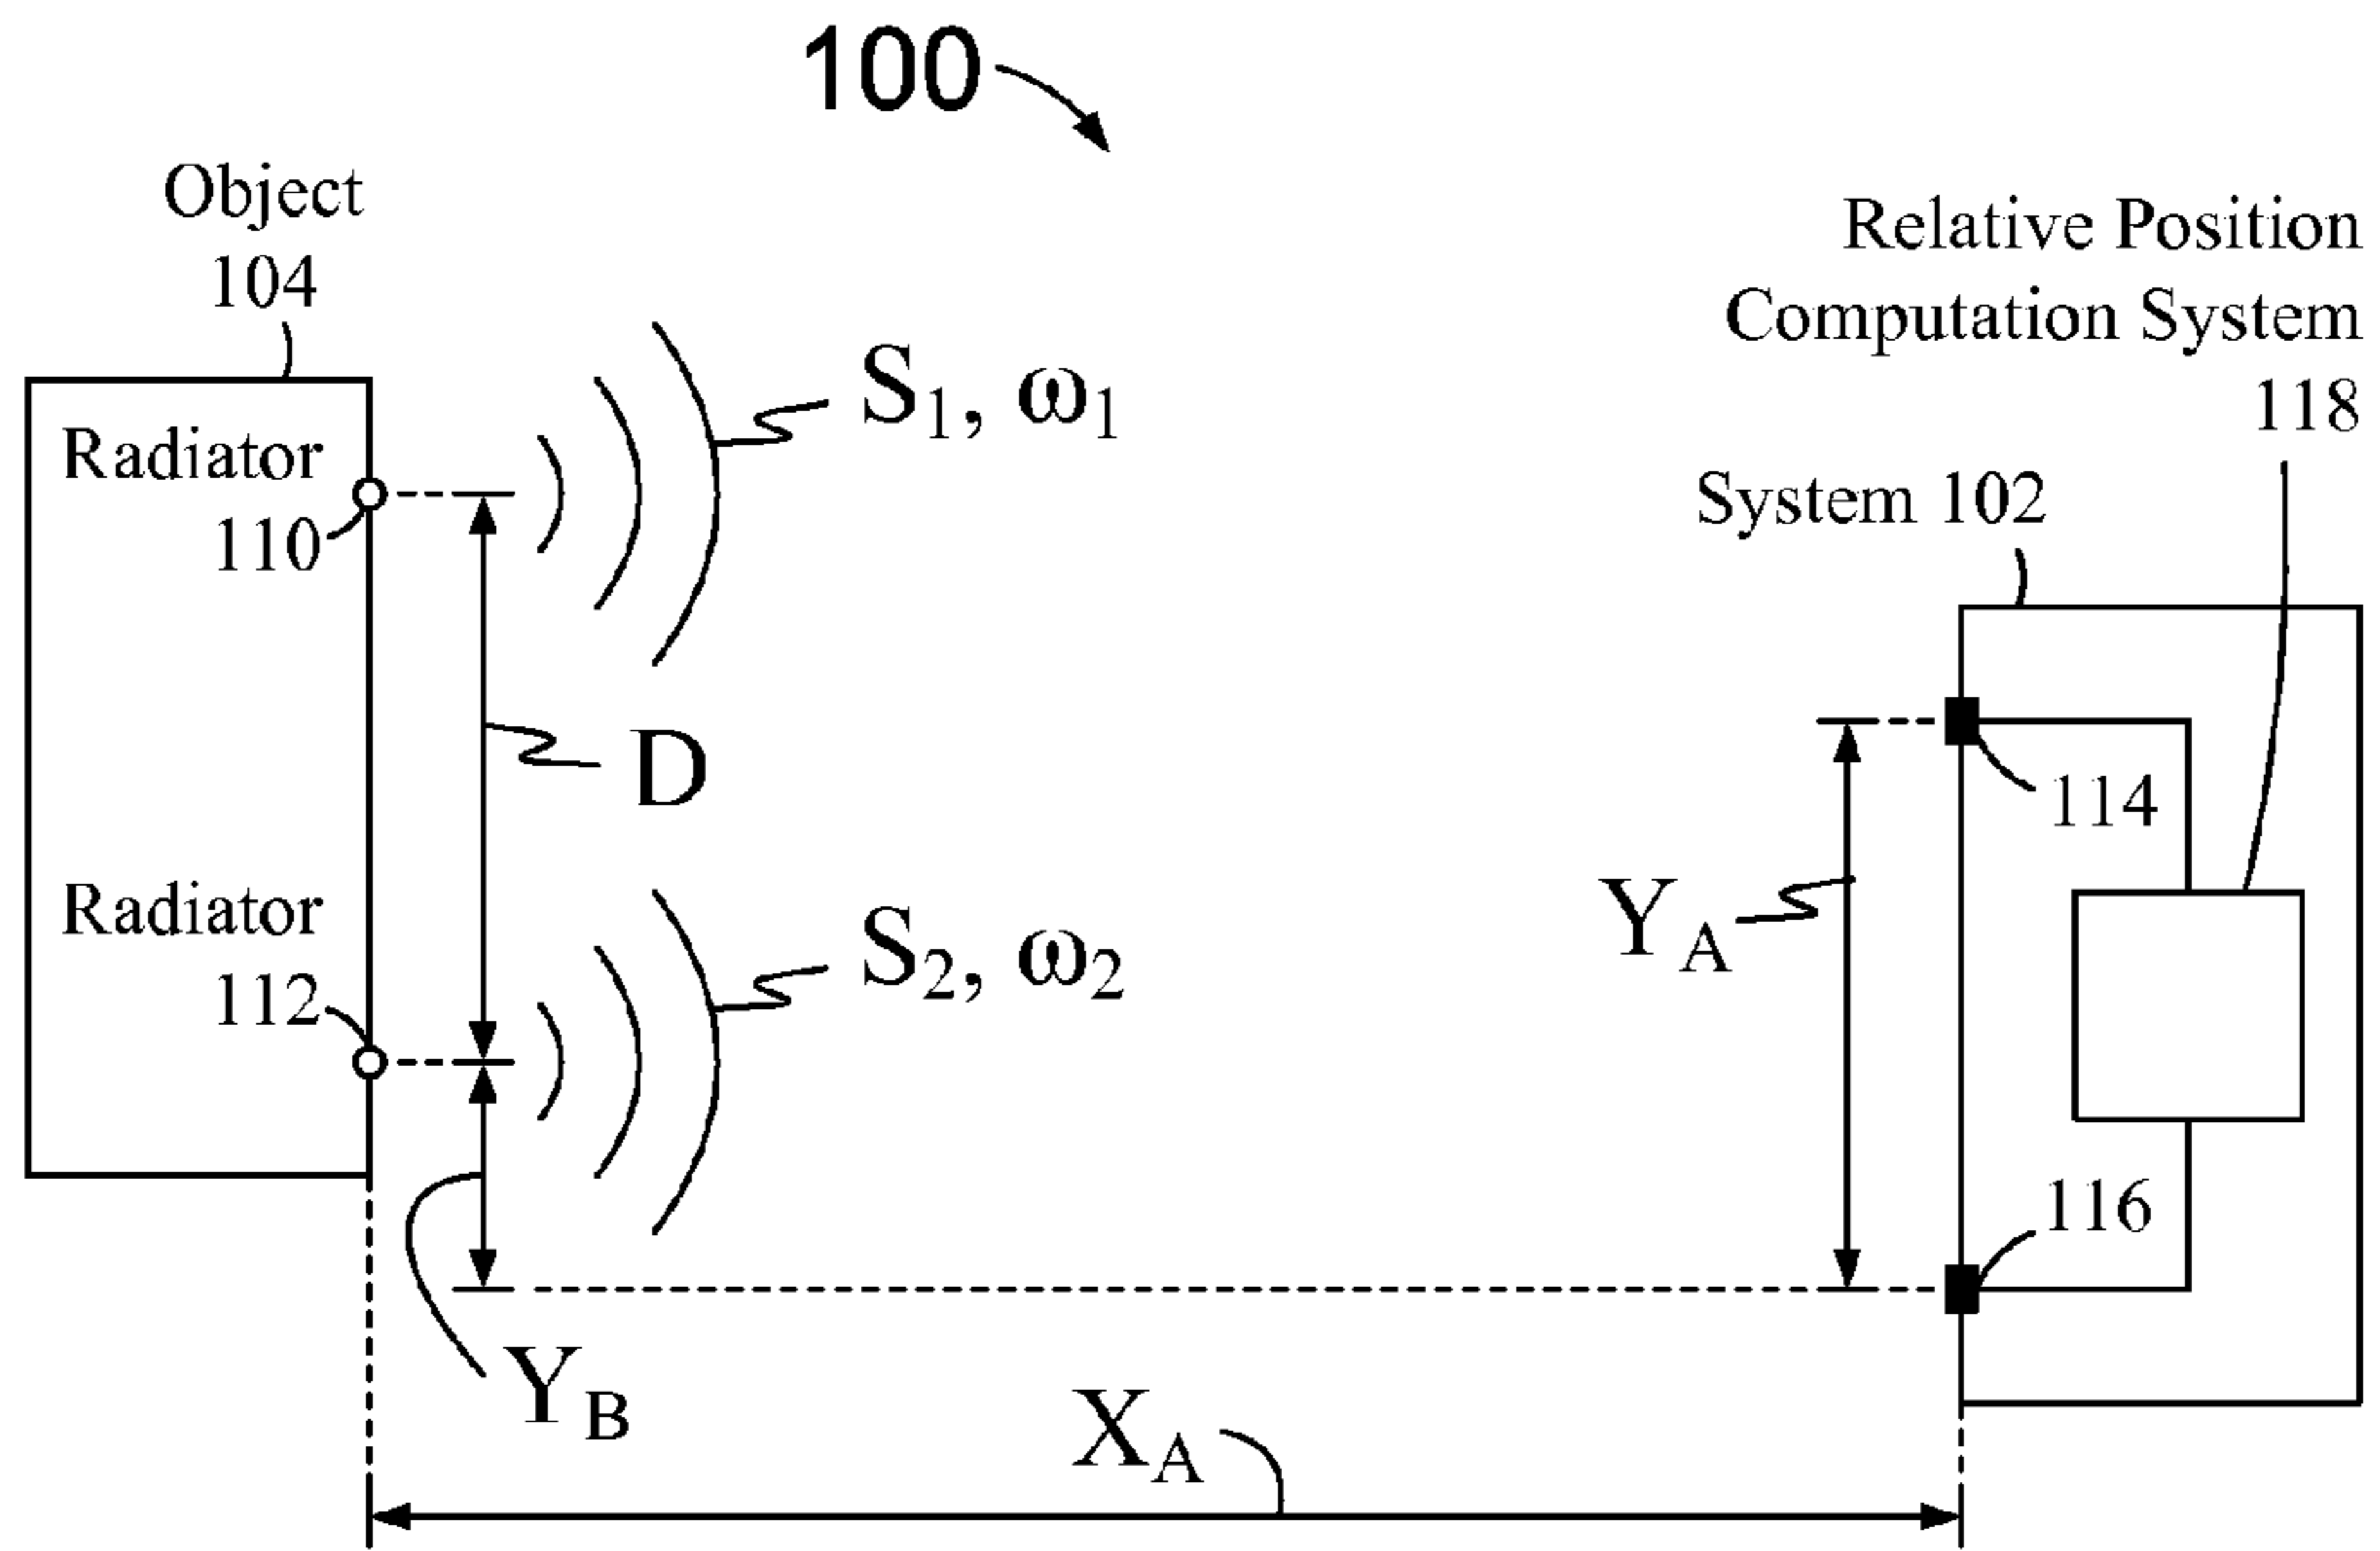 100
Object
104
Relative Position
Computation System
118
S1, ω1
Radiator
110
System 102
D
114
YA
Radiator
112
S2, ω2
116
YB
XA